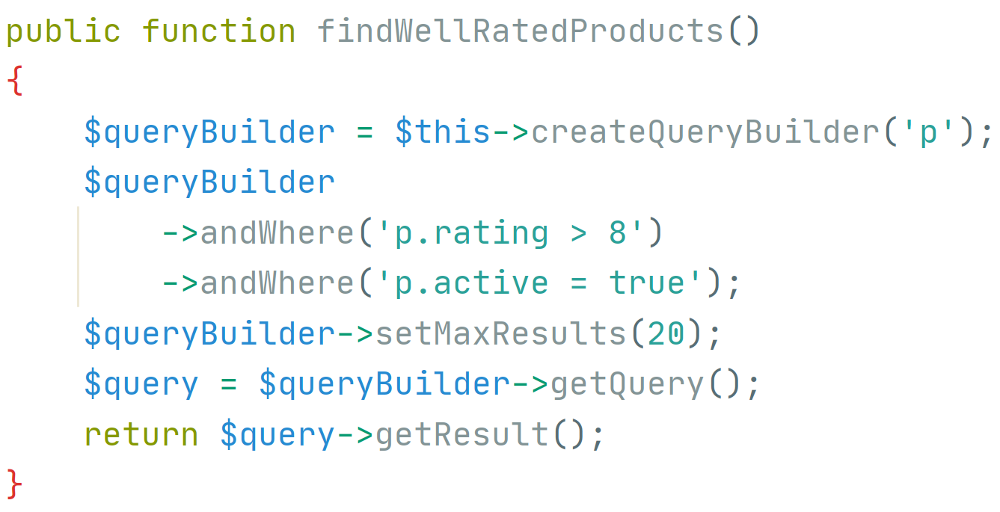 public function findWellRatedProducts()
{
    $queryBuilder = $this->createQueryBuilder('p');
    $queryBuilder
        ->andWhere('p.rating > 8')
        ->andWhere('p.active = true');
    $queryBuilder->setMaxResults(20);
    $query = $queryBuilder->getQuery();
    return $query->getResult();
}